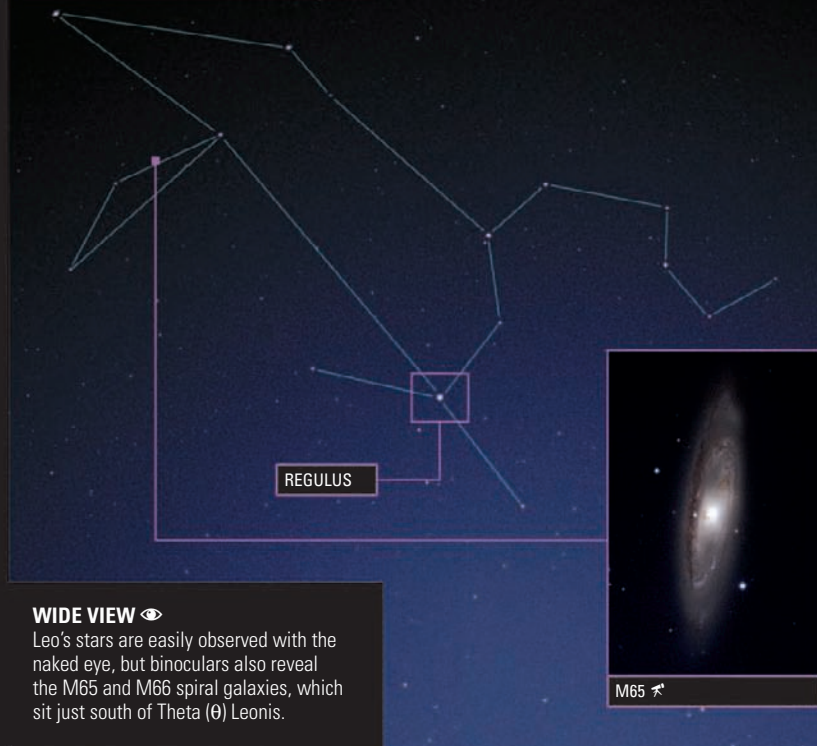 REGULUS
WIDE VIEW
Leo's stars are easily observed with the
naked eye, but binoculars also reveal
the M65 and M66 spiral galaxies, which
sit just south of Theta (θ) Leonis.
M65